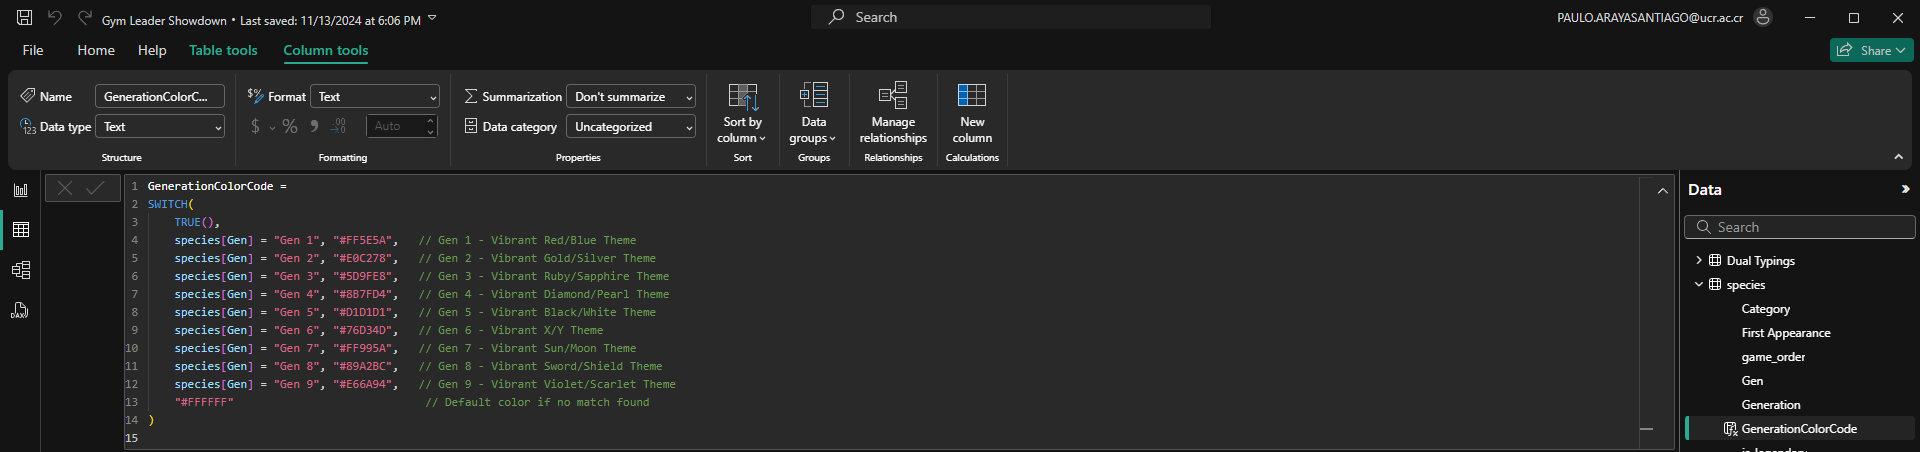 Gym Leader Showdown • Last saved: 11/13/2024 at 6:06 PM
Search
PAULO.ARAYASANTIAGO@ucr.ac.cr
File
Home
Help
Table tools
Column tools
Share
Name
GenerationColorC...
Data type
Text
Structure
Format
Text
$
%
Auto
Formatting
Summarization
Don't summarize
Data category
Uncategorized
Properties
Sort by
column
Sort
Data
groups
Groups
Manage
relationships
Relationships
New
column
Calculations
1 GenerationColorCode =
2 SWITCH(
3 TRUE(),
4 species[Gen] = "Gen 1", "#FF5E5A", // Gen 1 - Vibrant Red/Blue Theme
5 species[Gen] = "Gen 2", "#E0C278", // Gen 2 - Vibrant Gold/Silver Theme
6 species[Gen] = "Gen 3", "#5D9FE8", // Gen 3 - Vibrant Ruby/Sapphire Theme
7 species[Gen] = "Gen 4", "#8B7FD4", // Gen 4 - Vibrant Diamond/Pearl Theme
8 species[Gen] = "Gen 5", "#D1D1D1", // Gen 5 - Vibrant Black/White Theme
9 species[Gen] = "Gen 6", "#76D34D", // Gen 6 - Vibrant X/Y Theme
10 species[Gen] = "Gen 7", "#FF995A", // Gen 7 - Vibrant Sun/Moon Theme
11 species[Gen] = "Gen 8", "#89A2BC", // Gen 8 - Vibrant Sword/Shield Theme
12 species[Gen] = "Gen 9", "#E66A94", // Gen 9 - Vibrant Violet/Scarlet Theme
13 "#FFFFFF" // Default color if no match found
14 )
15
Data
Search
Dual Typings
species
Category
First Appearance
game_order
Gen
Generation
GenerationColorCode